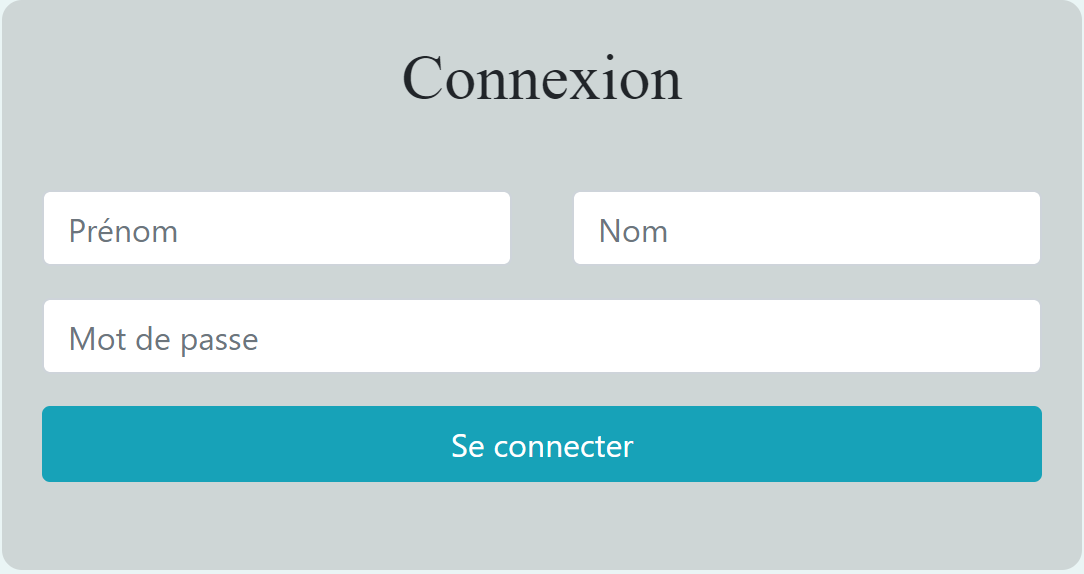 Connexion
Prénom
Nom
Mot de passe
Se connecter